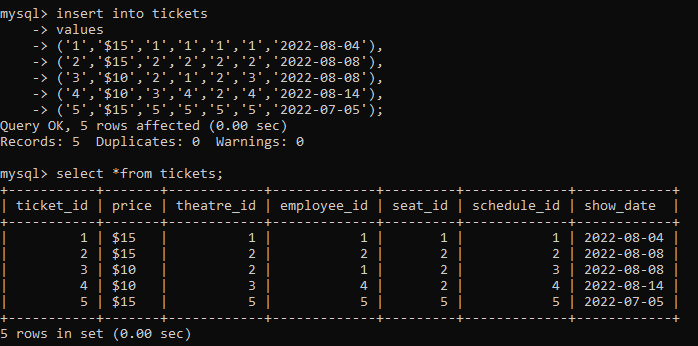 mysql> insert into tickets
    -> values
    -> ('1','$15','1','1','1','1','2022-08-04'),
    -> ('2','$15','2','2','2','2','2022-08-08'),
    -> ('3','$10','2','1','2','3','2022-08-08'),
    -> ('4','$10','3','4','2','4','2022-08-14'),
    -> ('5','$15','5','5','5','5','2022-07-05');
Query OK, 5 rows affected (0.00 sec)
Records: 5  Duplicates: 0  Warnings: 0

mysql> select *from tickets;
+-----------+-------+------------+-------------+---------+-------------+------------+
| ticket_id | price | theatre_id | employee_id | seat_id | schedule_id | show_date  |
+-----------+-------+------------+-------------+---------+-------------+------------+
|         1 | $15   |          1 |           1 |       1 |           1 | 2022-08-04 |
|         2 | $15   |          2 |           2 |       2 |           2 | 2022-08-08 |
|         3 | $10   |          2 |           1 |       2 |           3 | 2022-08-08 |
|         4 | $10   |          3 |           4 |       2 |           4 | 2022-08-14 |
|         5 | $15   |          5 |           5 |       5 |           5 | 2022-07-05 |
+-----------+-------+------------+-------------+---------+-------------+------------+
5 rows in set (0.00 sec)